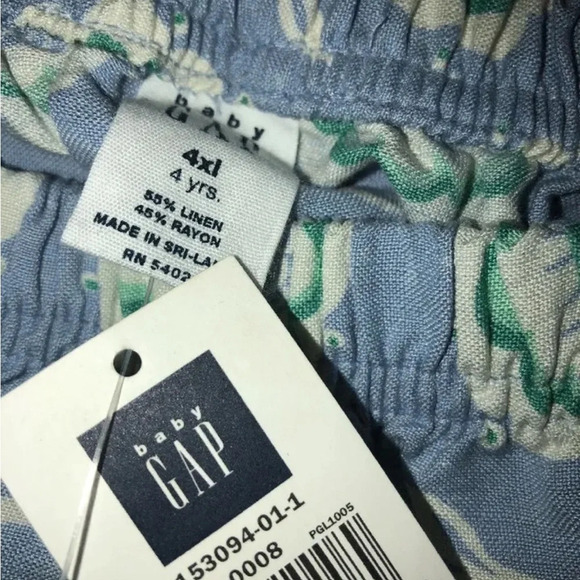 baby
GAP
4xl
4 yrs.
55% LINEN
45% RAYON
MADE IN SRI-LA
RN 5402
baby
GAP
153094-01-1
0008
PGL1005